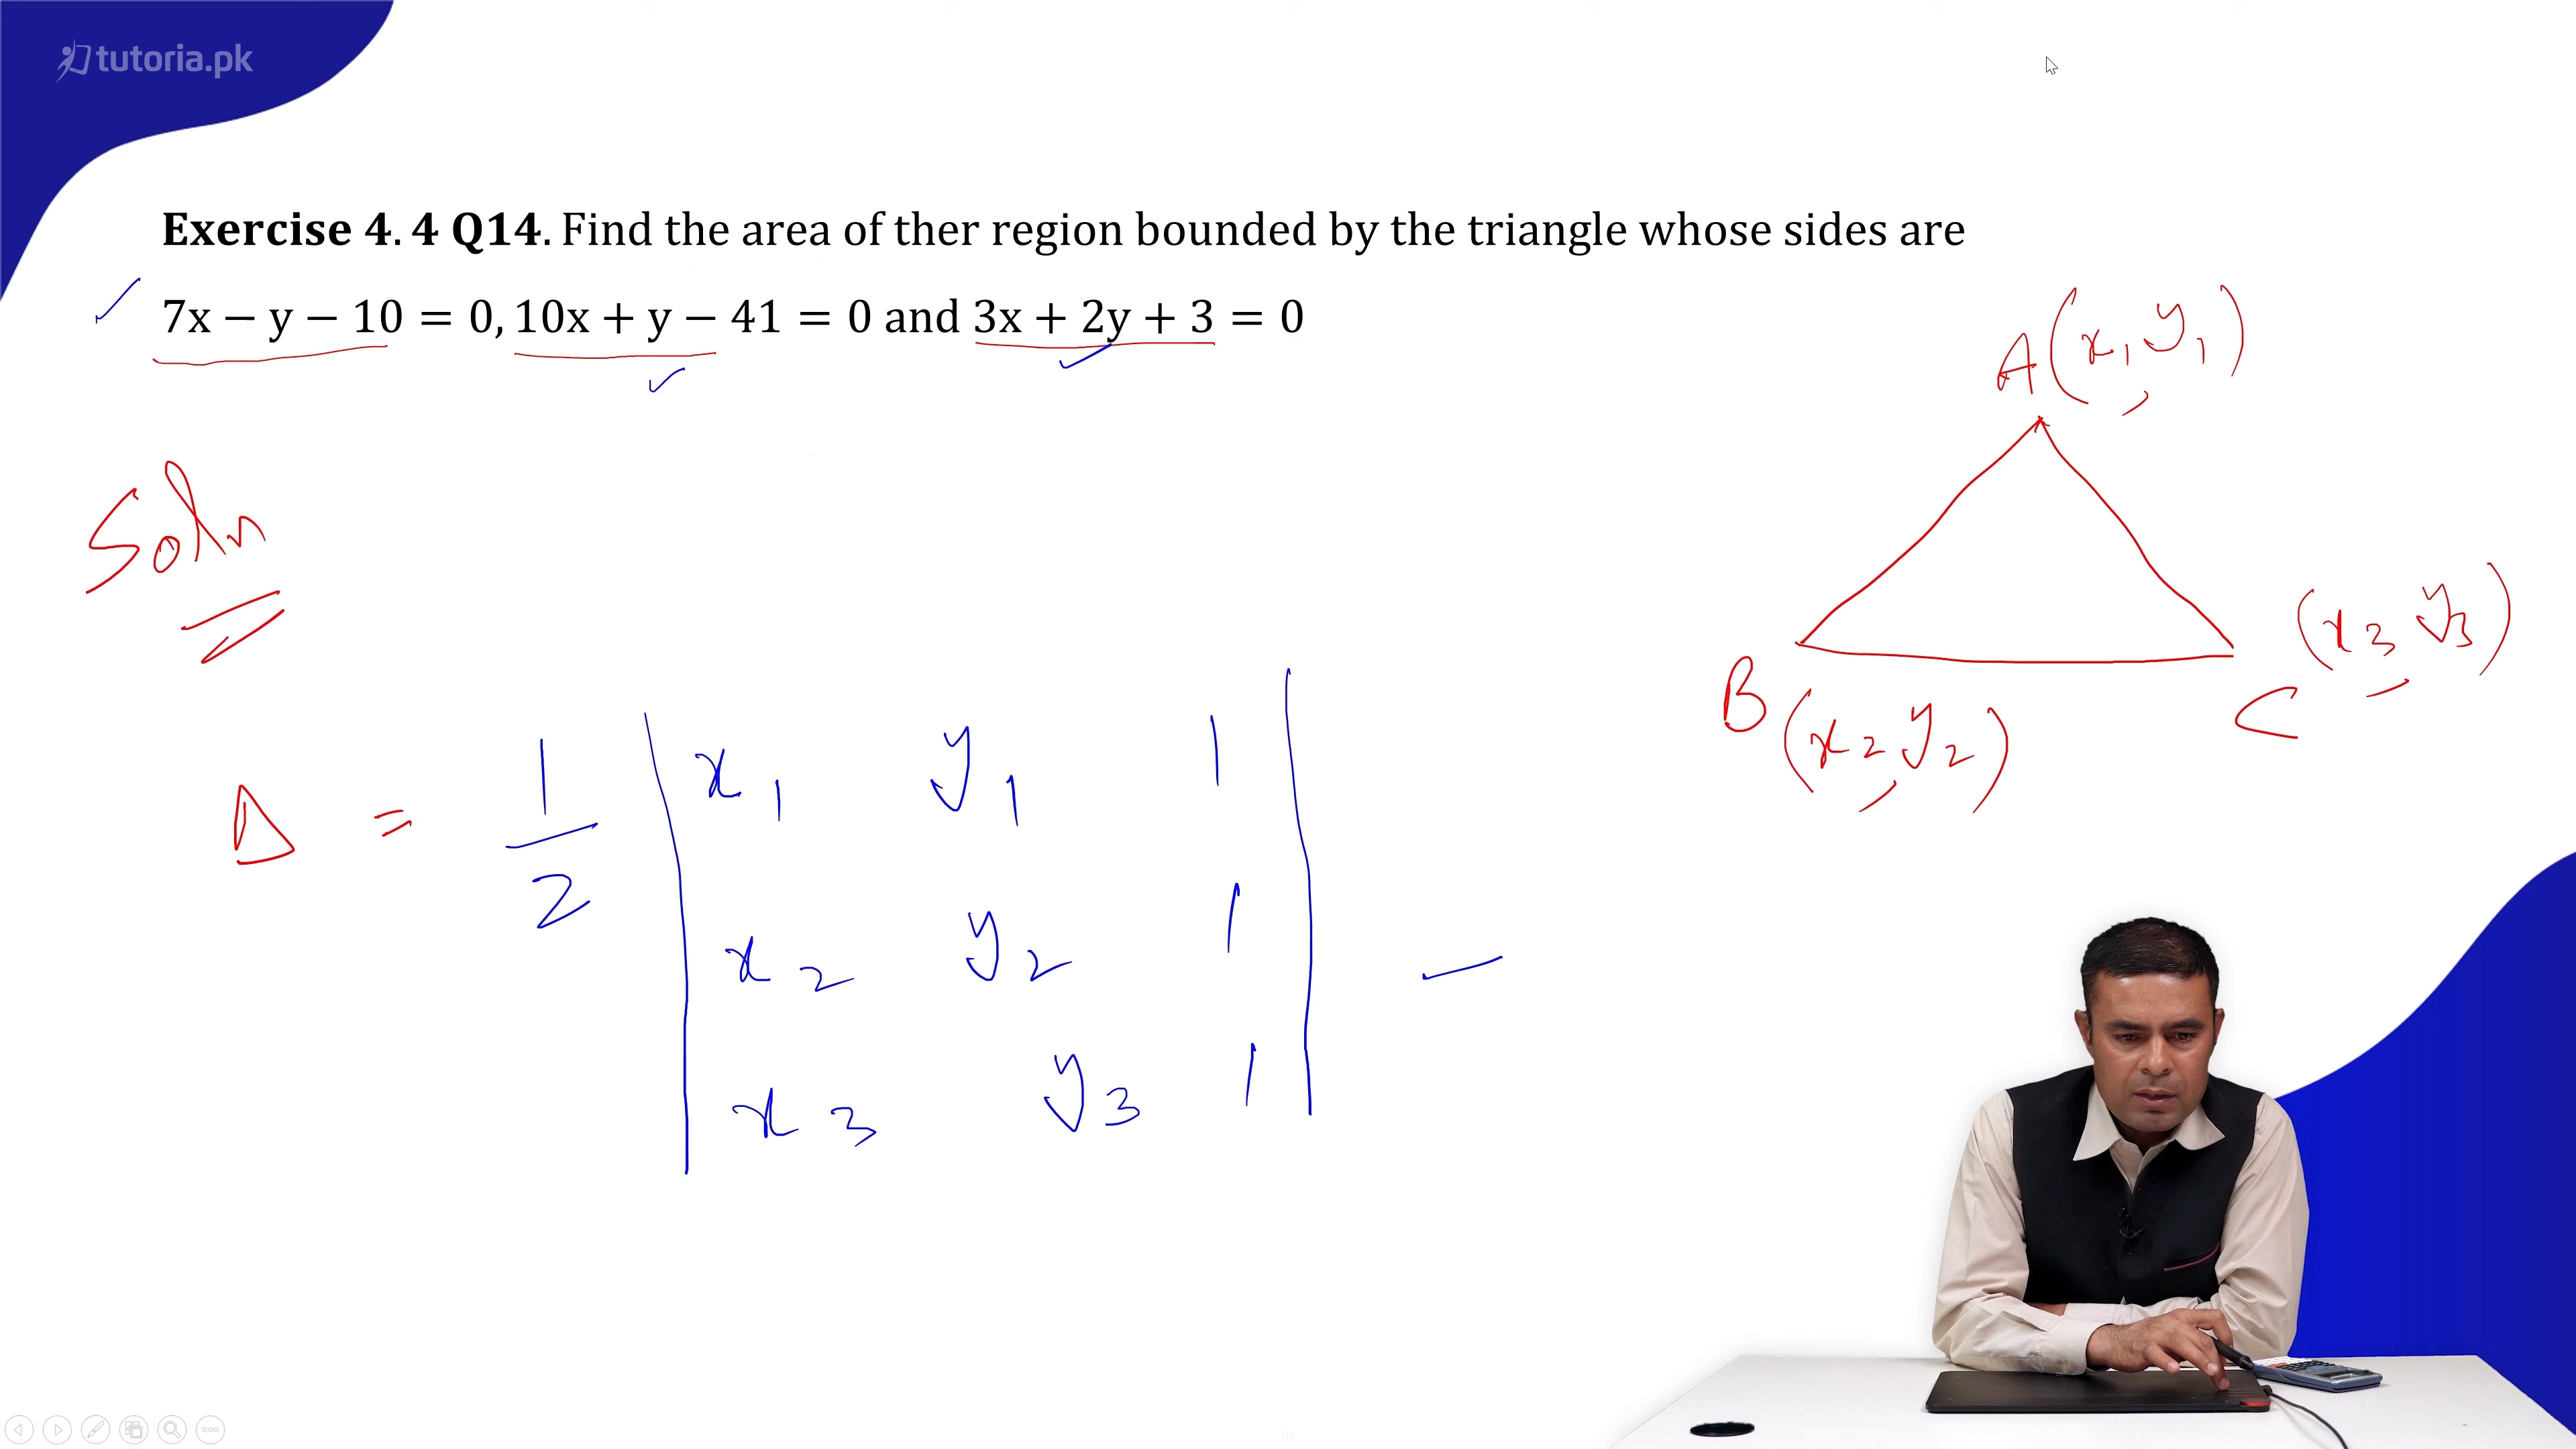 tutoria.pk
Exercise 4.4 Q14. Find the area of ther region bounded by the triangle whose sides are
7x − y − 10 = 0, 10x + y − 41 = 0 and 3x + 2y + 3 = 0
A(x₁, y₁)
Soln
B (x₂, y₂)
C (x₃, y₃)
Δ = 1/2 | x₁ y₁ 1 |
| x₂ y₂ 1 | −
| x₃ y₃ 1 |